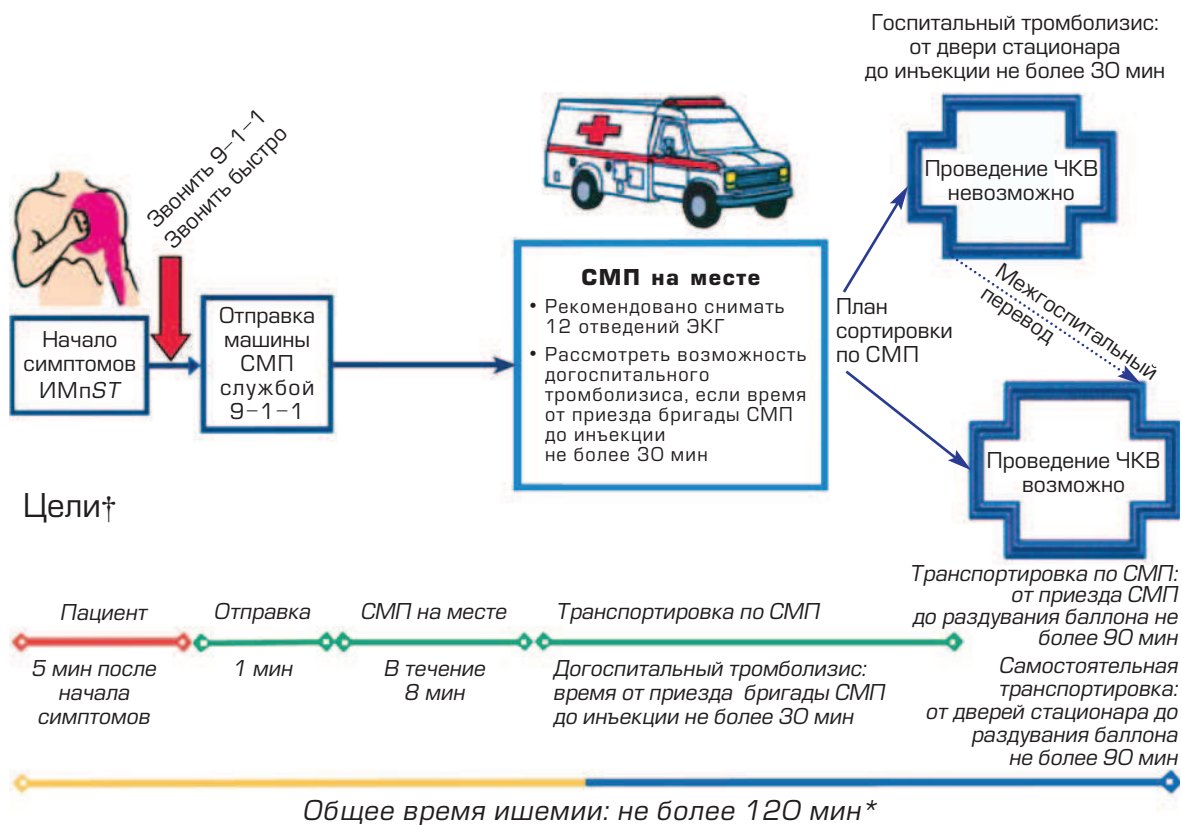 Госпитальный тромболизис:
от двери стационара
до инъекции не более 30 мин
Звонить 9-1-1
Звонить быстро
Проведение ЧКВ
невозможно
Начало
симптомов
ИМпST
Отправка
машины
СМП
службой
9-1-1
СМП на месте
• Рекомендовано снимать
12 отведений ЭКГ
• Рассмотреть возможность
догоспитального
тромболизиса, если время
от приезда бригады СМП
до инъекции
не более 30 мин
План
сортировки
по СМП
Межгоспитальный
перевод
Проведение ЧКВ
возможно
Цели†
Пациент
Отправка
СМП на месте
Транспортировка по СМП
5 мин после
начала
симптомов
1 мин
В течение
8 мин
Догоспитальный тромболизис:
время от приезда бригады СМП
до инъекции не более 30 мин
Транспортировка по СМП:
от приезда СМП
до раздувания баллона не
более 90 мин
Самостоятельная
транспортировка:
от дверей стационара до
раздувания баллона
не более 90 мин
Общее время ишемии: не более 120 мин*